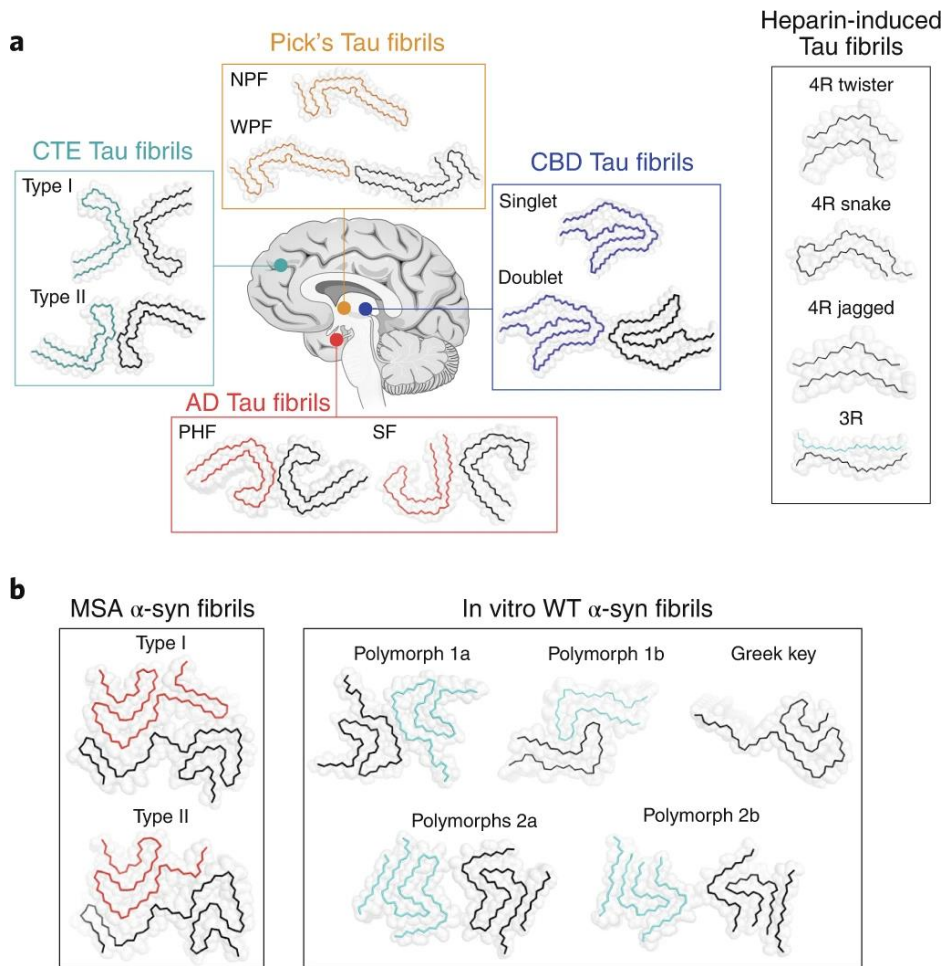 a
Pick's Tau fibrils
NPF
WPF
CTE Tau fibrils
Type I
Type II
CBD Tau fibrils
Singlet
Doublet
AD Tau fibrils
PHF
SF
Heparin-induced
Tau fibrils
4R twister
4R snake
4R jagged
3R
b
MSA α-syn fibrils
Type I
Type II
In vitro WT α-syn fibrils
Polymorph 1a
Polymorph 1b
Greek key
Polymorphs 2a
Polymorph 2b